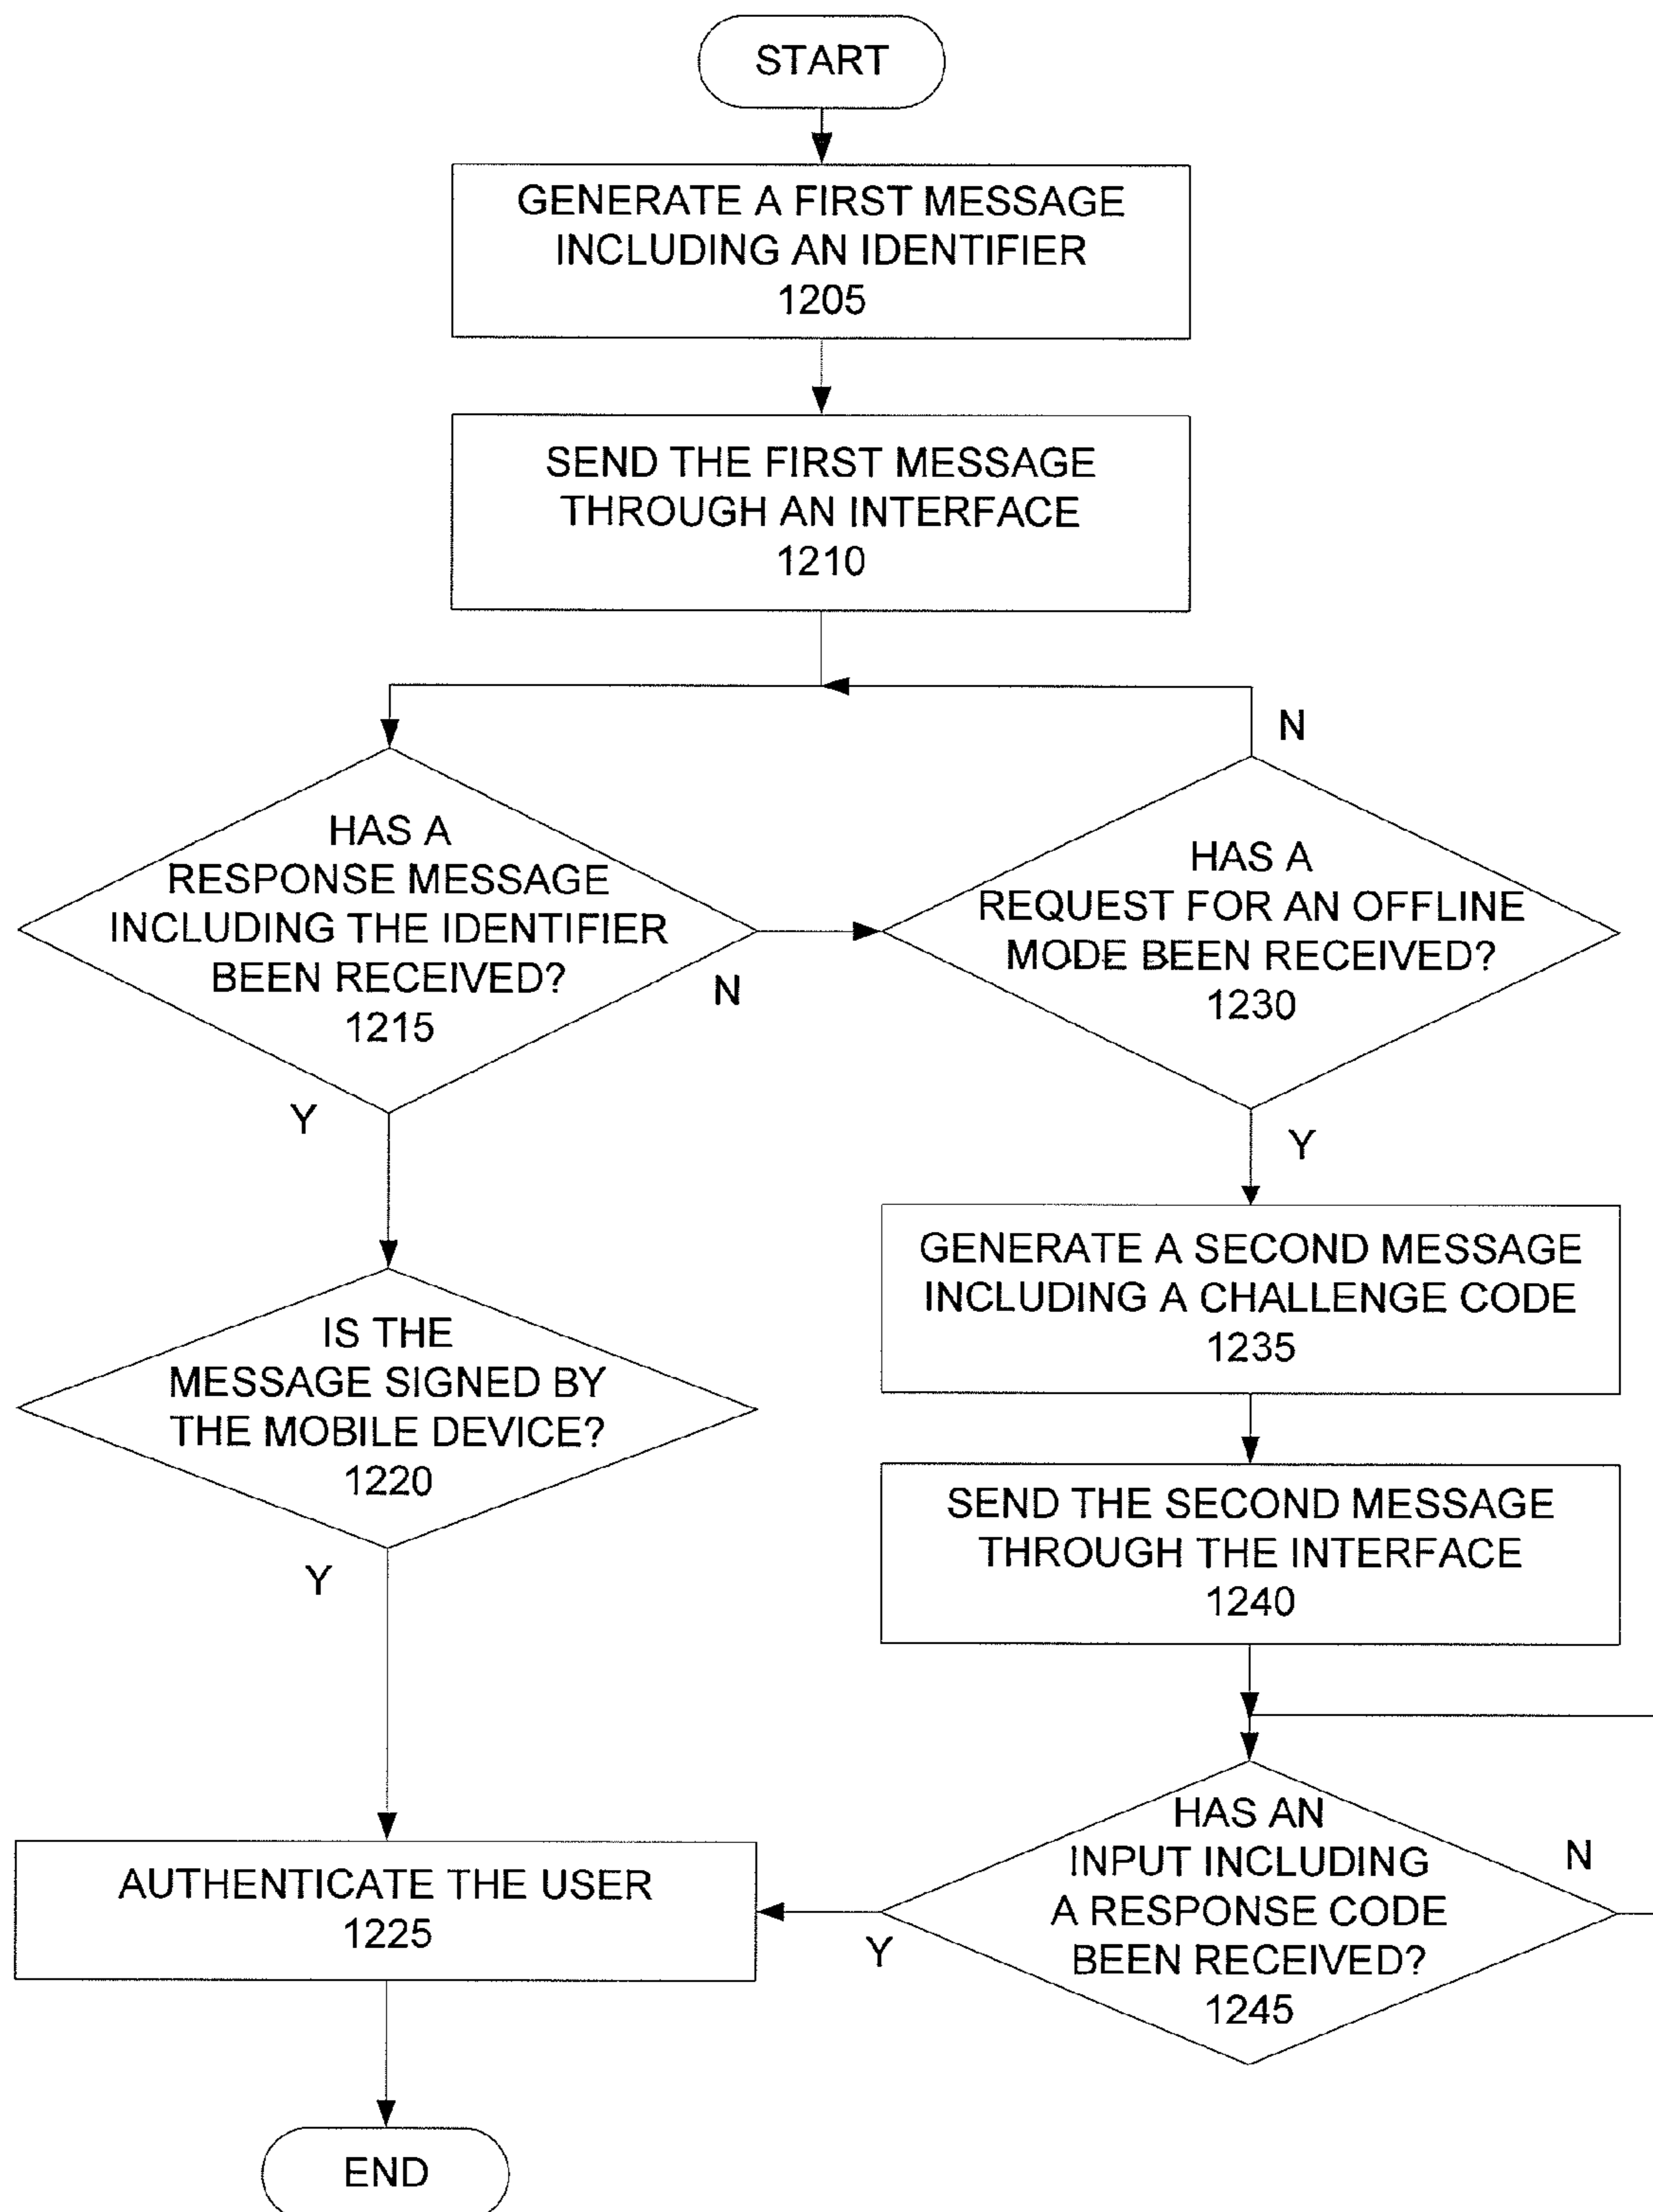 START
GENERATE A FIRST MESSAGE
INCLUDING AN IDENTIFIER
1205
SEND THE FIRST MESSAGE
THROUGH AN INTERFACE
1210
N
HAS A
RESPONSE MESSAGE
INCLUDING THE IDENTIFIER
BEEN RECEIVED?
1215
N
Y
HAS A
REQUEST FOR AN OFFLINE
MODE BEEN RECEIVED?
1230
Y
IS THE
MESSAGE SIGNED BY
THE MOBILE DEVICE?
1220
Y
GENERATE A SECOND MESSAGE
INCLUDING A CHALLENGE CODE
1235
SEND THE SECOND MESSAGE
THROUGH THE INTERFACE
1240
HAS AN
INPUT INCLUDING
A RESPONSE CODE
BEEN RECEIVED?
1245
N
Y
AUTHENTICATE THE USER
1225
END